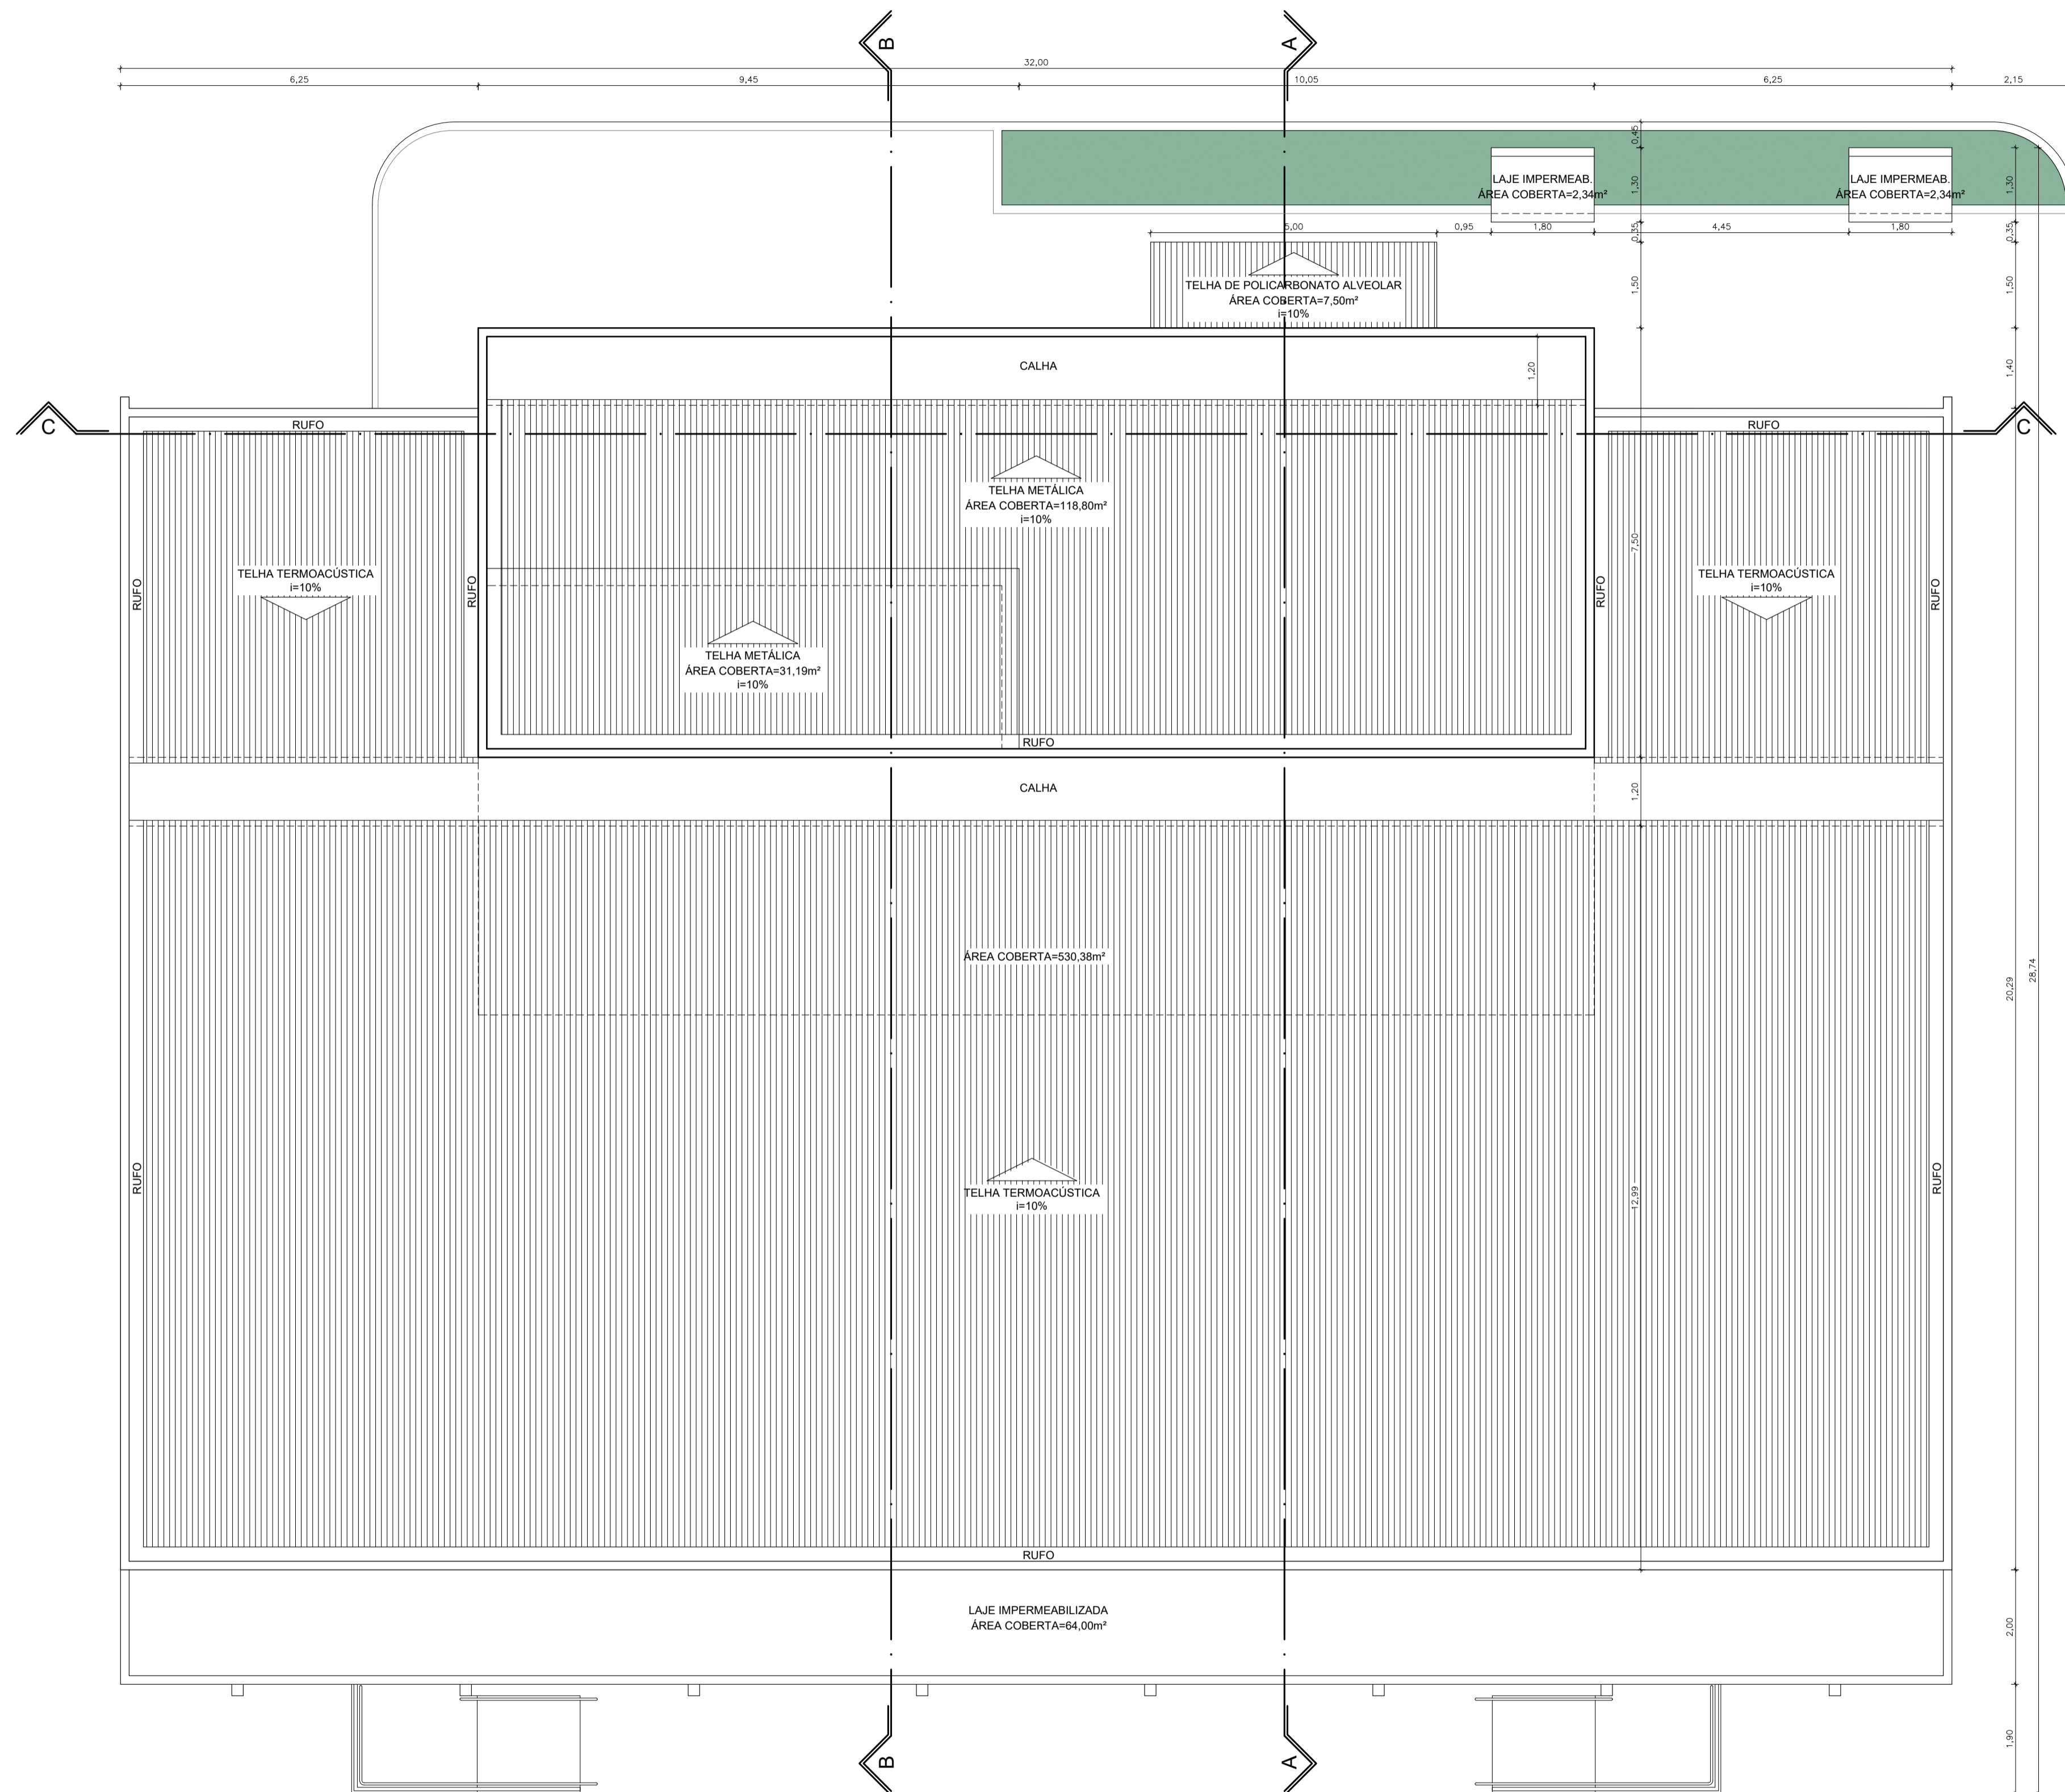 B
A
32,00
6,25
9,45
10,05
6,25
2,15
0,45
LAJE IMPERMEAB.
ÁREA COBERTA=2,34m²
LAJE IMPERMEAB.
ÁREA COBERTA=2,34m²
1,30
1,30
5,00
0,95
1,80
0,35
4,45
1,80
0,35
TELHA DE POLICARBONATO ALVEOLAR
ÁREA COBERTA=7,50m²
i=10%
1,50
1,50
CALHA
1,20
1,40
C
RUFO
RUFO
C
TELHA METÁLICA
ÁREA COBERTA=118,80m²
i=10%
7,50
TELHA TERMOACÚSTICA
i=10%
TELHA TERMOACÚSTICA
i=10%
RUFO
RUFO
RUFO
RUFO
TELHA METÁLICA
ÁREA COBERTA=31,19m²
i=10%
RUFO
CALHA
1,20
ÁREA COBERTA=530,38m²
20,29
28,74
RUFO
TELHA TERMOACÚSTICA
i=10%
12,99
RUFO
RUFO
LAJE IMPERMEABILIZADA
ÁREA COBERTA=64,00m²
2,00
1,90
B
A